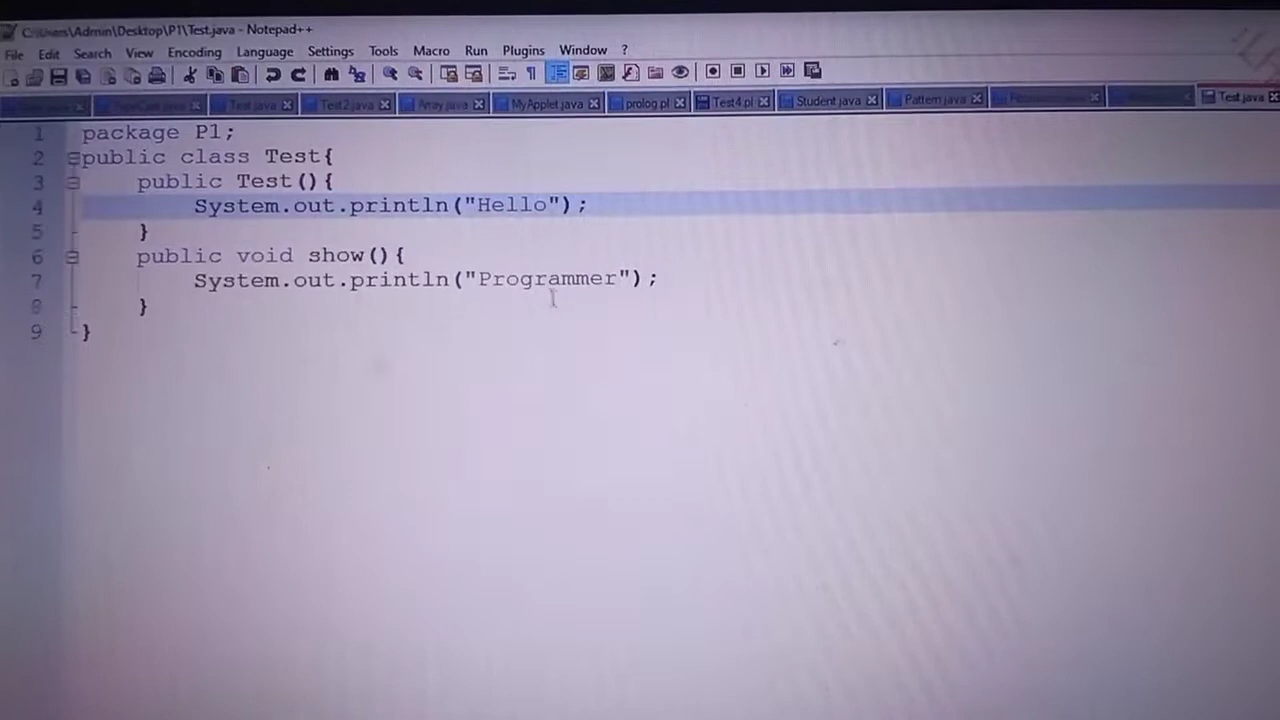 C:\Users\Admin\Desktop\P1\Test.java - Notepad++
File Edit Search View Encoding Language Settings Tools Macro Run Plugins Window ?
Test.java Test2.java Array.java MyApplet.java prolog.pl Test4.pl Student.java Pattern.java Test.java
1 package P1;
2 public class Test{
3 public Test(){
4 System.out.println("Hello");
5 }
6 public void show(){
7 System.out.println("Programmer");
8 }
9 }